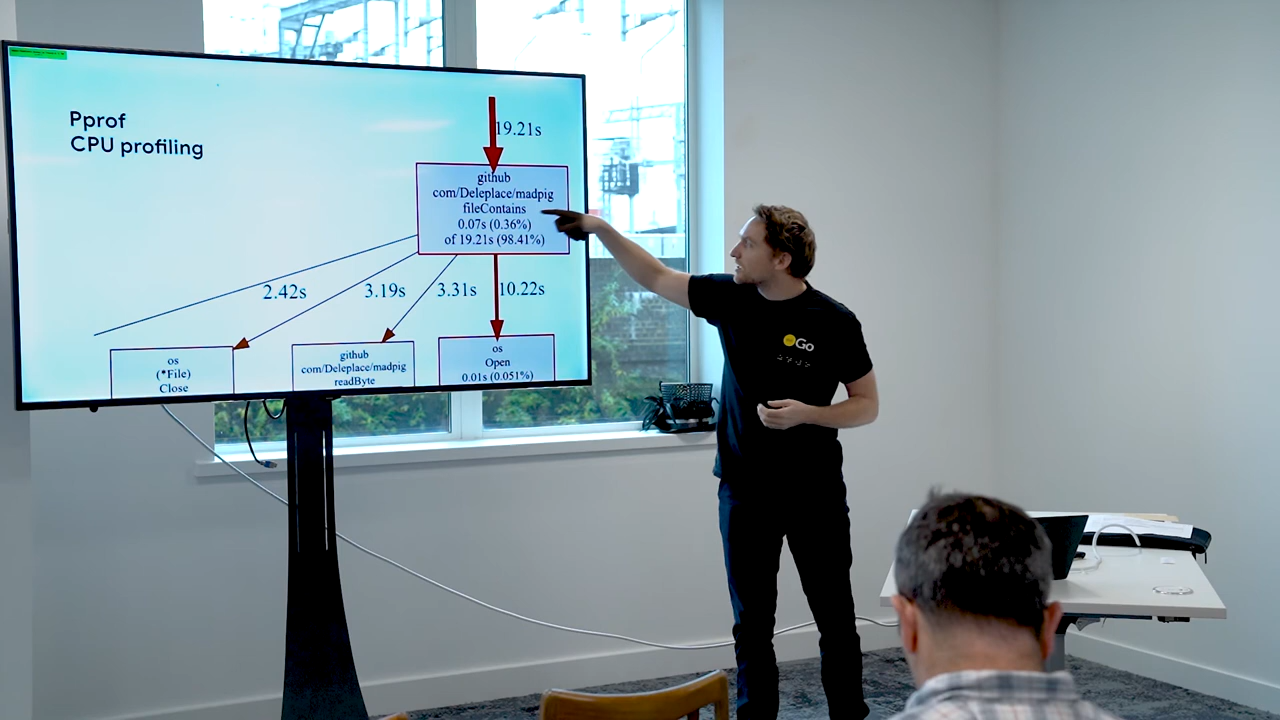 Pprof
CPU profiling
19.21s
github
com/Deleplace/madpig
fileContains
0.07s (0.36%)
of 19.21s (98.41%)
2.42s
3.19s
3.31s
10.22s
os
(*File)
Close
github
com/Deleplace/madpig
readByte
os
Open
0.01s (0.051%)
Go